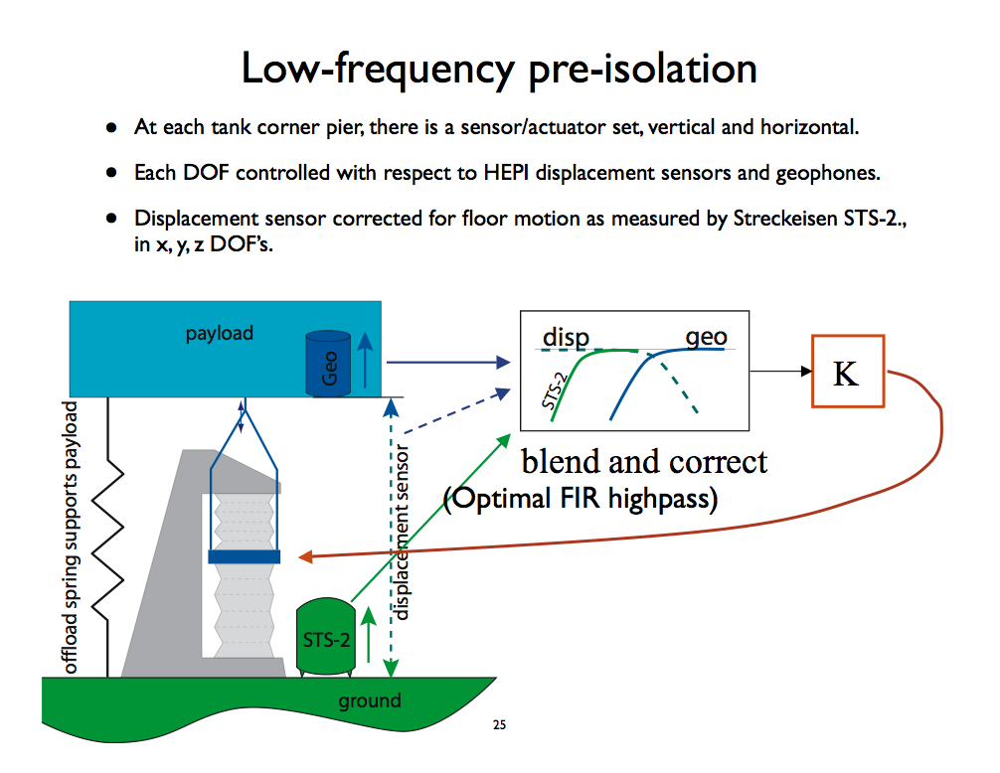 Low-frequency pre-isolation
• At each tank corner pier, there is a sensor/actuator set, vertical and horizontal.
• Each DOF controlled with respect to HEPI displacement sensors and geophones.
• Displacement sensor corrected for floor motion as measured by Streckeisen STS-2.,
in x, y, z DOF's.
payload
Geo
disp
geo
STS-2
K
blend and correct
(Optimal FIR highpass)
offload spring supports payload
displacement sensor
STS-2
ground
25